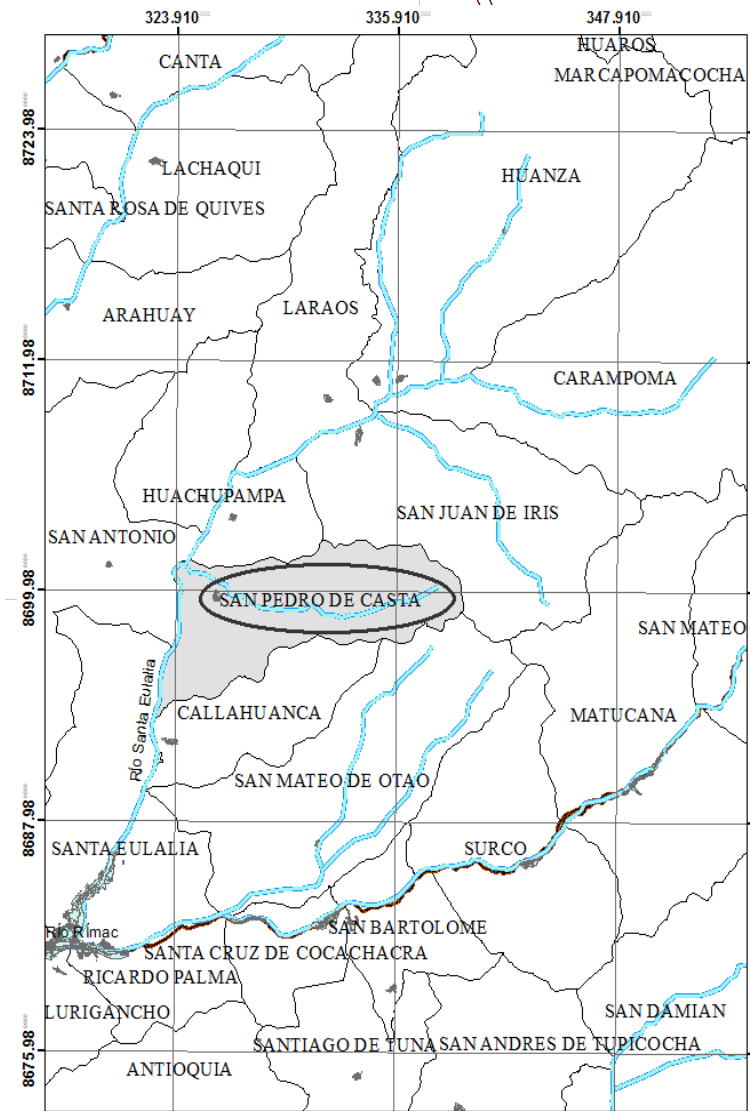 323.910
335.910
347.910
HUAROS
CANTA
MARCAPOMACOCHA
8723.98
LACHAQUI
HUANZA
SANTA ROSA DE QUIVES
LARAOS
ARAHUAY
8711.98
CARAMPOMA
HUACHUPAMPA
SAN JUAN DE IRIS
SAN ANTONIO
8699.98
SAN PEDRO DE CASTA
SAN MATEO
CALLAHUANCA
MATUCANA
Río Santa Eulalia
SAN MATEO DE OTAO
8687.98
SANTA EULALIA
SURCO
SAN BARTOLOME
Río Rímac
SANTA CRUZ DE COCACHACRA
RICARDO PALMA
LURIGANCHO
SAN DAMIAN
8675.98
SANTIAGO DE TUNA
SAN ANDRES DE TUPICOCHA
ANTIOQUIA